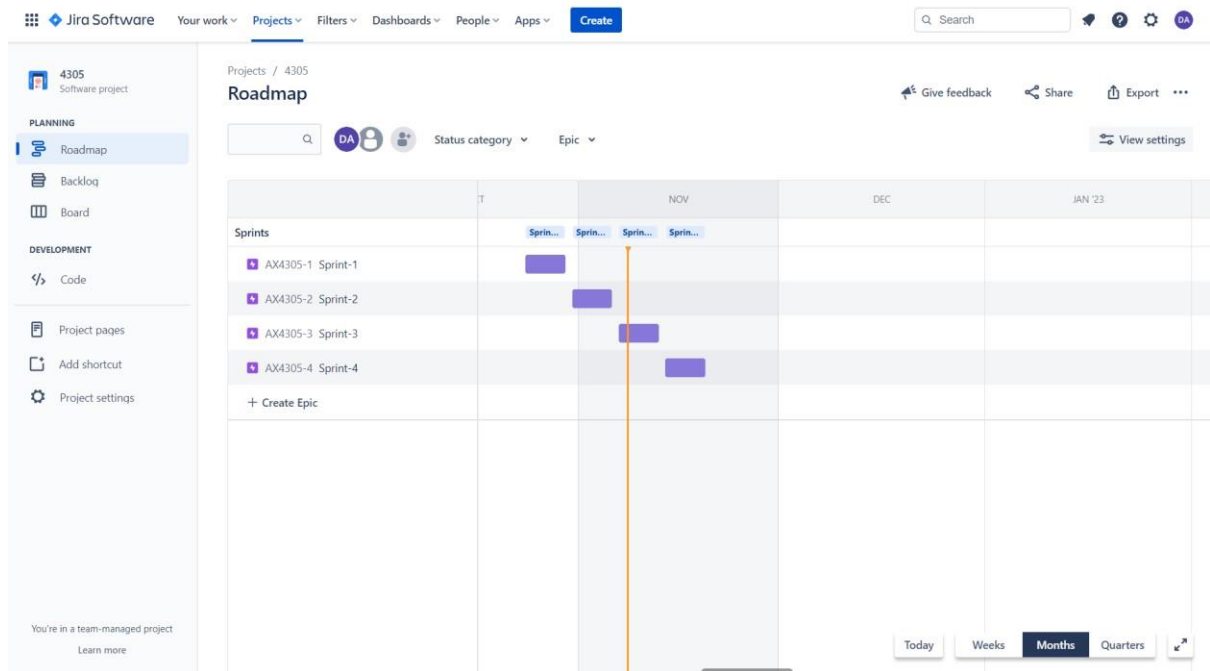 Jira Software Your work Projects Filters Dashboards People Apps Create Search DA
4305
Software project
PLANNING
Roadmap
Backlog
Board
DEVELOPMENT
Code
Project pages
Add shortcut
Project settings
You're in a team-managed project
Learn more
Projects / 4305
Roadmap
Give feedback Share Export
DA Status category Epic View settings
NOV DEC JAN '23
Sprints Sprin... Sprin... Sprin... Sprin...
AX4305-1 Sprint-1
AX4305-2 Sprint-2
AX4305-3 Sprint-3
AX4305-4 Sprint-4
+ Create Epic
Today Weeks Months Quarters